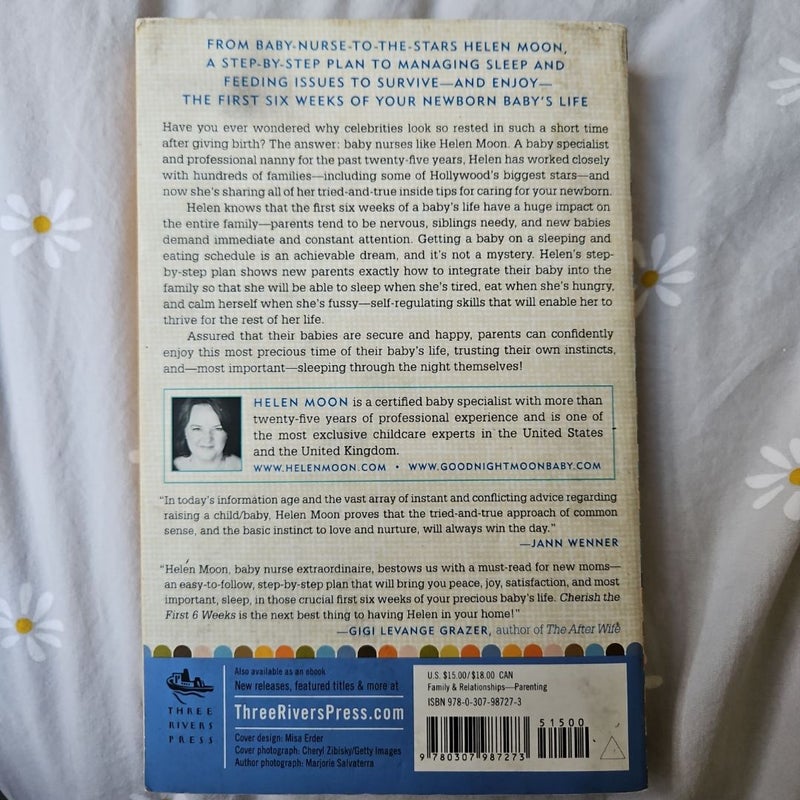 FROM BABY-NURSE-TO-THE-STARS HELEN MOON,
A STEP-BY-STEP PLAN TO MANAGING SLEEP AND
FEEDING ISSUES TO SURVIVE—AND ENJOY—
THE FIRST SIX WEEKS OF YOUR NEWBORN BABY'S LIFE
Have you ever wondered why celebrities look so rested in such a short time
after giving birth? The answer: baby nurses like Helen Moon. A baby specialist
and professional nanny for the past twenty-five years, Helen has worked closely
with hundreds of families—including some of Hollywood's biggest stars—and
now she's sharing all of her tried-and-true inside tips for caring for your newborn.
Helen knows that the first six weeks of a baby's life have a huge impact on
the entire family—parents tend to be nervous, siblings needy, and new babies
demand immediate and constant attention. Getting a baby on a sleeping and
eating schedule is an achievable dream, and it's not a mystery. Helen's step-
by-step plan shows new parents exactly how to integrate their baby into the
family so that she will be able to sleep when she's tired, eat when she's hungry,
and calm herself when she's fussy—self-regulating skills that will enable her to
thrive for the rest of her life.
Assured that their babies are secure and happy, parents can confidently
enjoy this most precious time of their baby's life, trusting their own instincts,
and—most important—sleeping through the night themselves!
HELEN MOON is a certified baby specialist with more than
twenty-five years of professional experience and is one of
the most exclusive childcare experts in the United States
and the United Kingdom.
WWW.HELENMOON.COM • WWW.GOODNIGHTMOONBABY.COM
"In today's information age and the vast array of instant and conflicting advice regarding
raising a child/baby, Helen Moon proves that the tried-and-true approach of common
sense, and the basic instinct to love and nurture, will always win the day."
—JANN WENNER
"Helen Moon, baby nurse extraordinaire, bestows us with a must-read for new moms—
an easy-to-follow, step-by-step plan that will bring you peace, joy, satisfaction, and most
important, sleep, in those crucial first six weeks of your precious baby's life. Cherish the
First 6 Weeks is the next best thing to having Helen in your home!"
—GIGI LEVANGE GRAZER, author of The After Wife
THREE
RIVERS
PRESS
Also available as an ebook
New releases, featured titles & more at
ThreeRiversPress.com
Cover design: Misa Erder
Cover photograph: Cheryl Zibisky/Getty Images
Author photograph: Marjorie Salvaterra
U.S. $15.00/$18.00 CAN
Family & Relationships—Parenting
ISBN 978-0-307-98727-3
51500
9 780307 987273